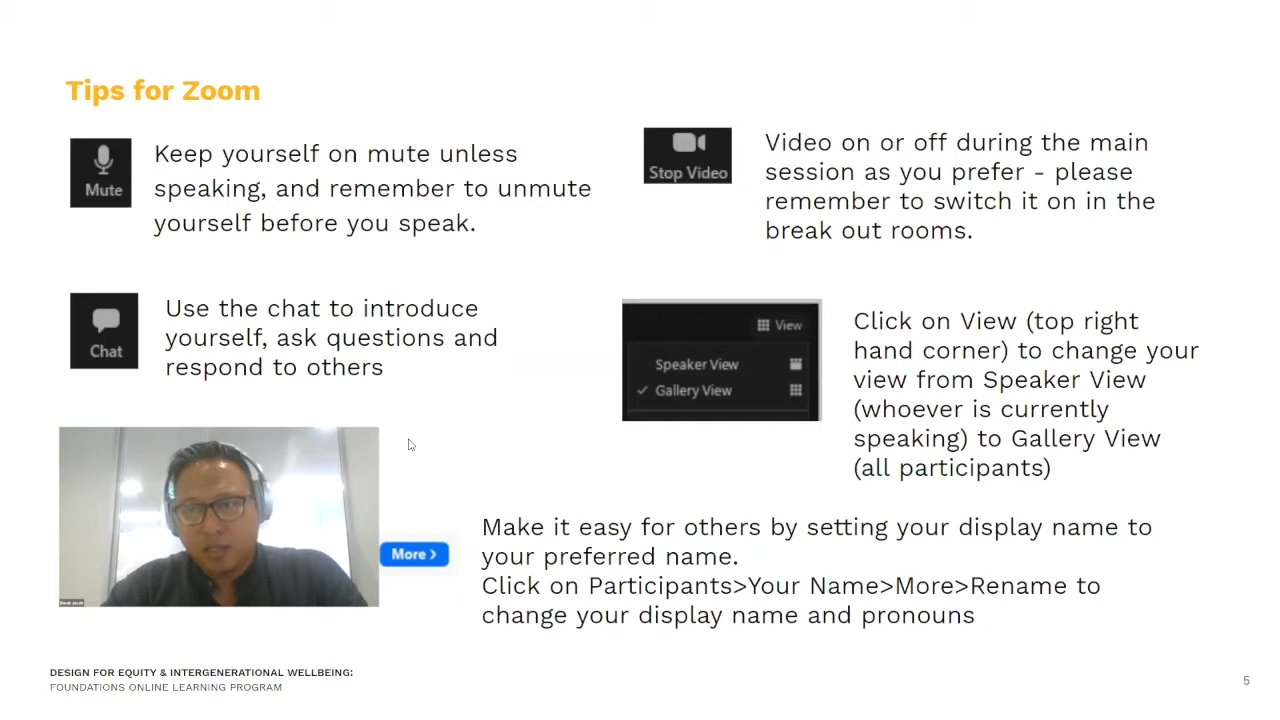 Tips for Zoom
Mute
Keep yourself on mute unless
speaking, and remember to unmute
yourself before you speak.
Stop Video
Video on or off during the main
session as you prefer - please
remember to switch it on in the
break out rooms.
Chat
Use the chat to introduce
yourself, ask questions and
respond to others
View
Speaker View
Gallery View
Click on View (top right
hand corner) to change your
view from Speaker View
(whoever is currently
speaking) to Gallery View
(all participants)
More >
Make it easy for others by setting your display name to
your preferred name.
Click on Participants>Your Name>More>Rename to
change your display name and pronouns
DESIGN FOR EQUITY & INTERGENERATIONAL WELLBEING:
FOUNDATIONS ONLINE LEARNING PROGRAM
5